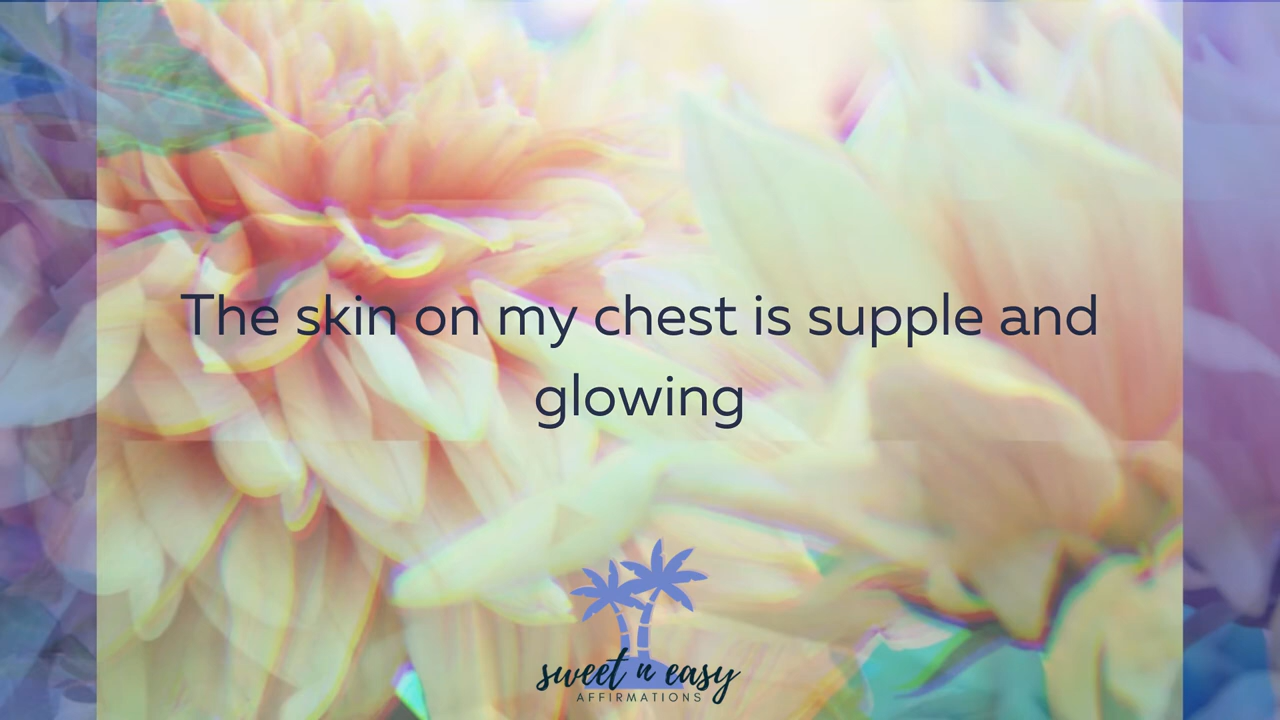 The skin on my chest is supple and
glowing
sweet n easy
AFFIRMATIONS